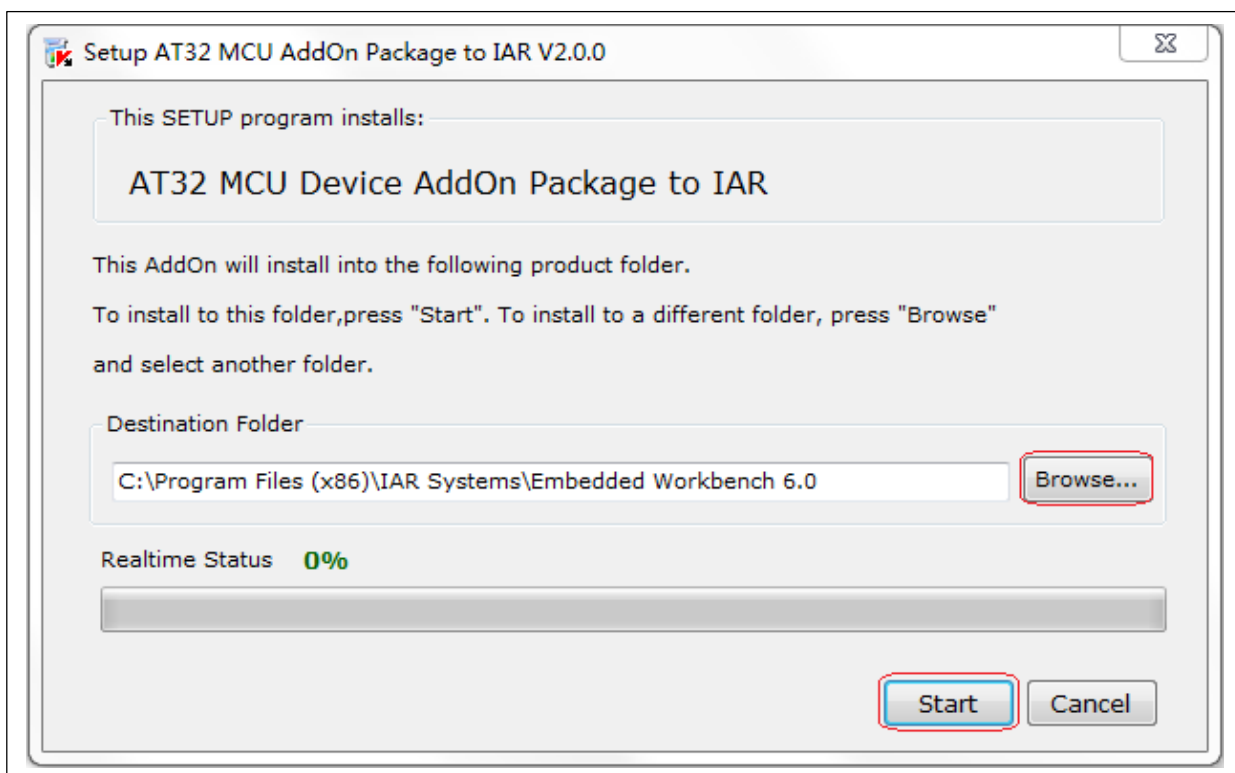 Setup AT32 MCU AddOn Package to IAR V2.0.0
This SETUP program installs:
AT32 MCU Device AddOn Package to IAR
This AddOn will install into the following product folder.
To install to this folder,press "Start". To install to a different folder, press "Browse"
and select another folder.
Destination Folder
C:\Program Files (x86)\IAR Systems\Embedded Workbench 6.0
Browse...
Realtime Status 0%
Start Cancel